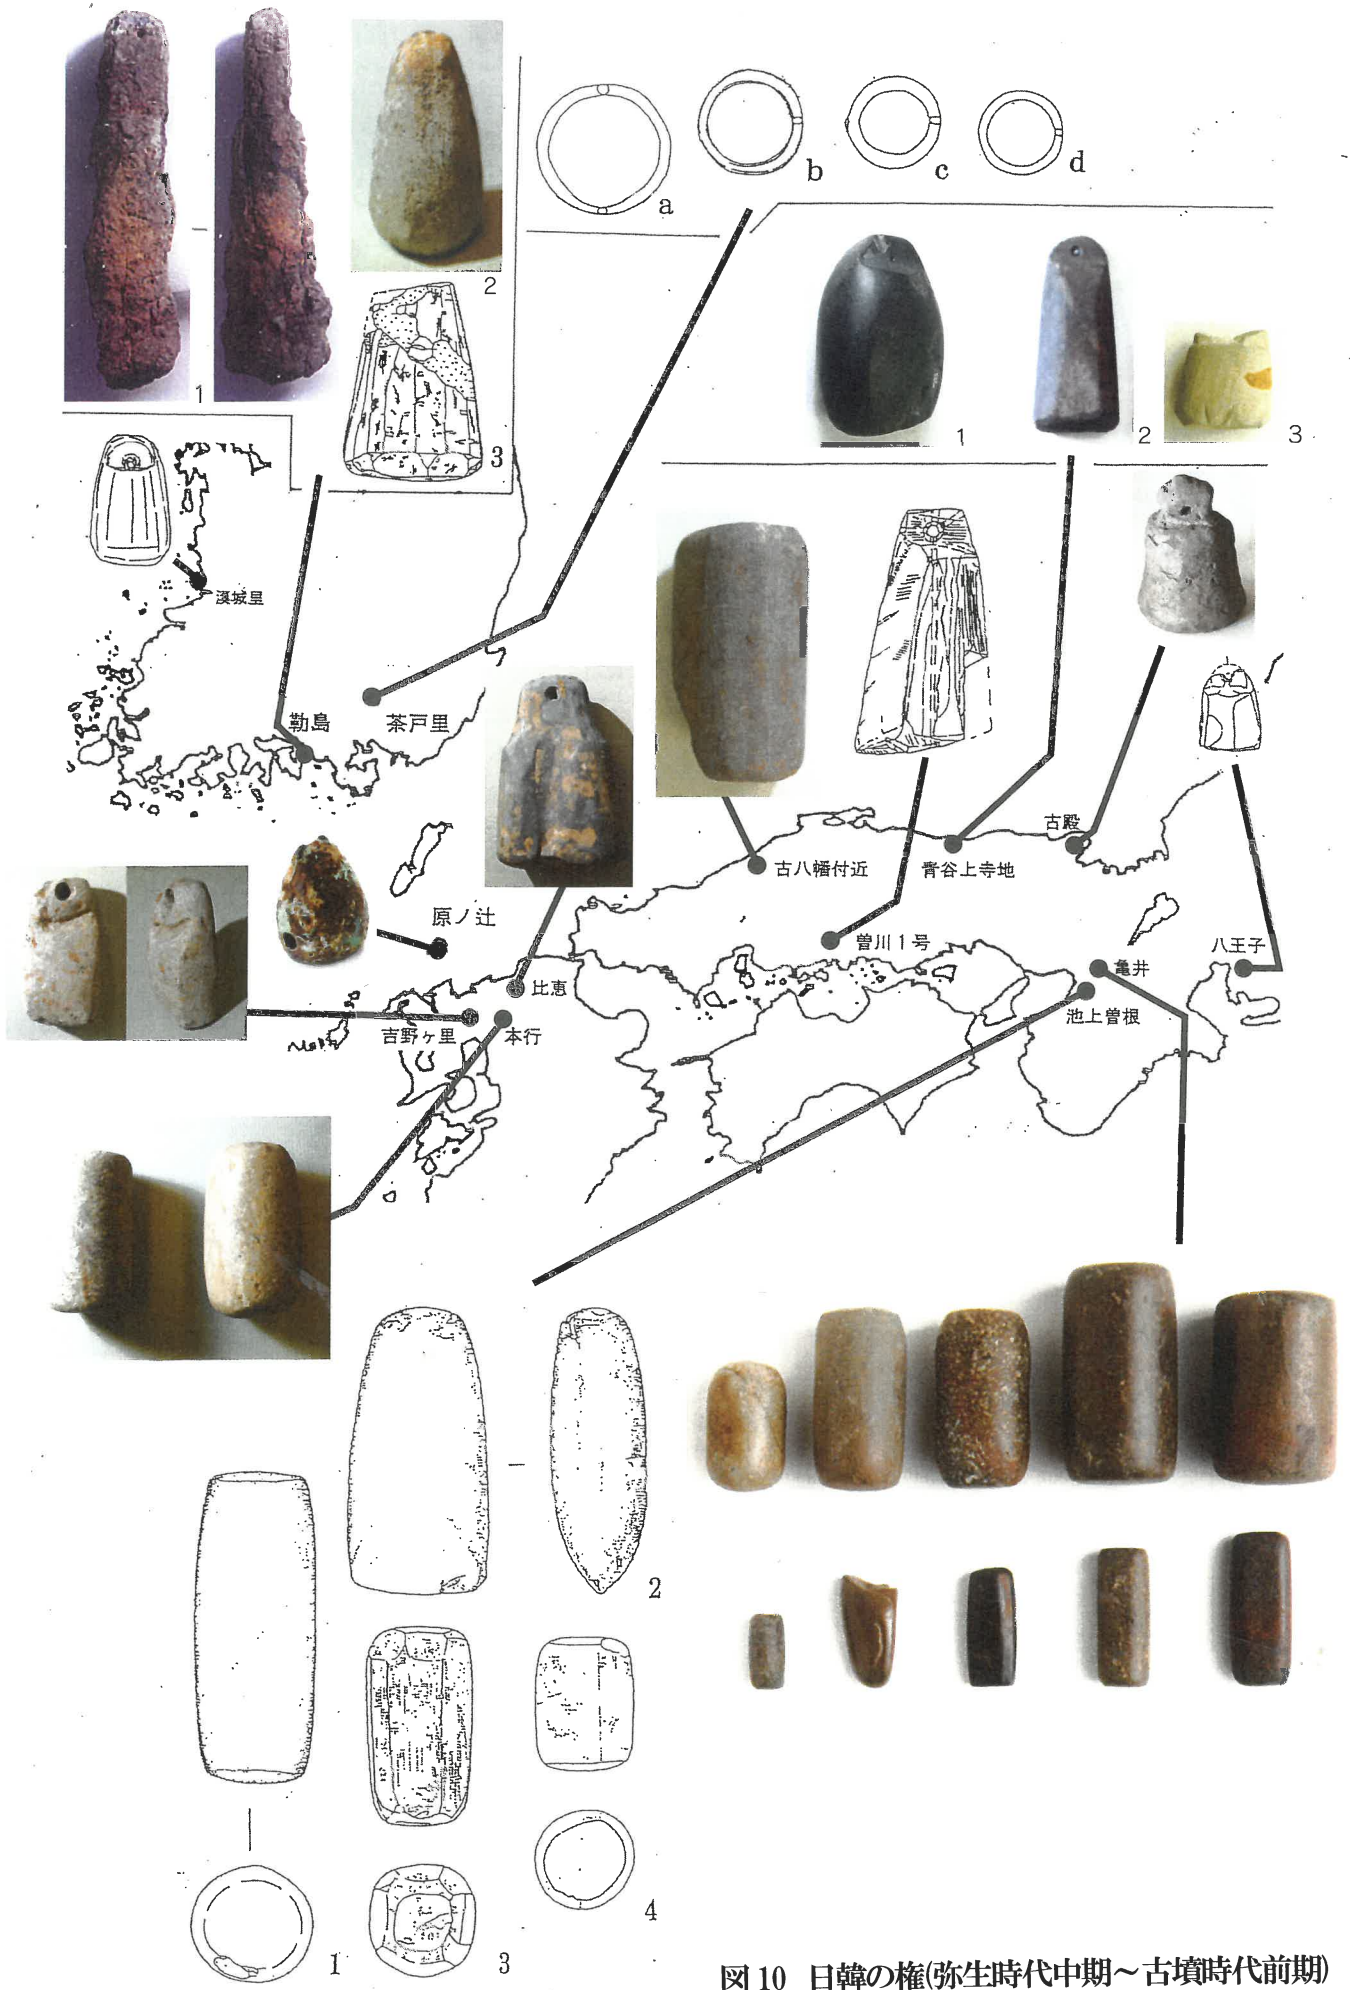 a
b
c
d
1
2
3
1
2
3
渼城里
勒島
茶戸里
古殿
古八幡付近
青谷上寺地
原ノ辻
曽川1号
八王子
亀井
比恵
池上曽根
吉野ヶ里
本行
2
1
3
4
図10 日韓の権(弥生時代中期~古墳時代前期)